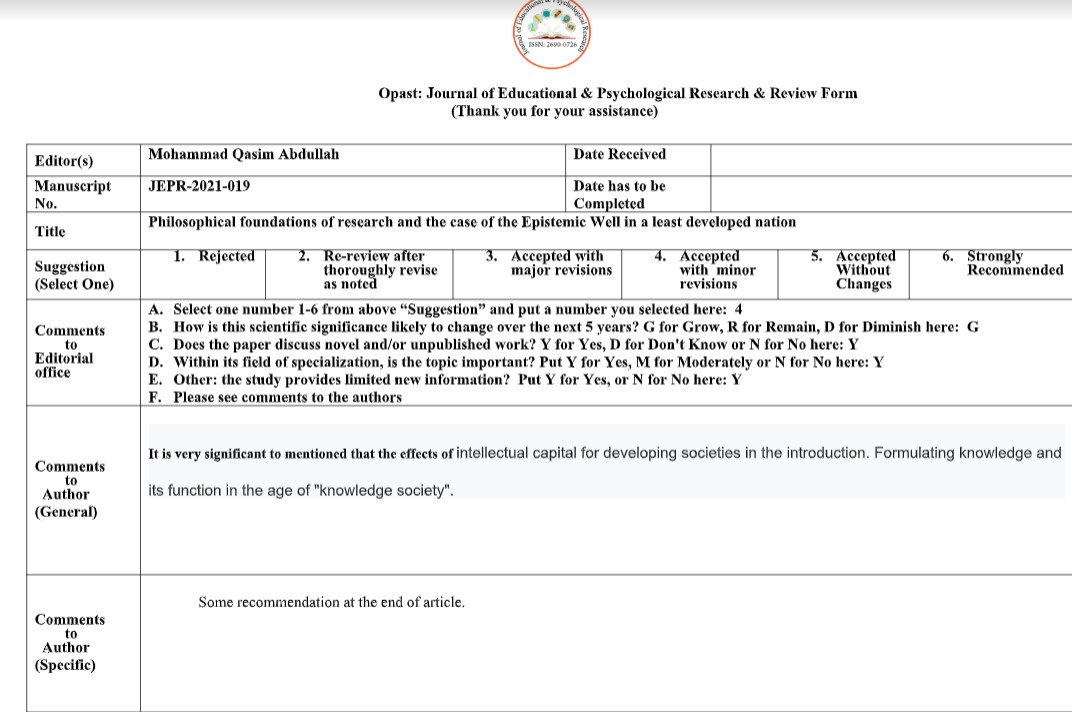 Journal of Educational & Psychological Research
ISSN: 2690-0726
Opast: Journal of Educational & Psychological Research & Review Form
(Thank you for your assistance)
Editor(s)
Mohammad Qasim Abdullah
Date Received
Manuscript
No.
JEPR-2021-019
Date has to be
Completed
Title
Philosophical foundations of research and the case of the Epistemic Well in a least developed nation
Suggestion
(Select One)
1. Rejected
2. Re-review after
thoroughly revise
as noted
3. Accepted with
major revisions
4. Accepted
with minor
revisions
5. Accepted
Without
Changes
6. Strongly
Recommended
Comments
to
Editorial
office
A. Select one number 1-6 from above “Suggestion” and put a number you selected here: 4
B. How is this scientific significance likely to change over the next 5 years? G for Grow, R for Remain, D for Diminish here: G
C. Does the paper discuss novel and/or unpublished work? Y for Yes, D for Don't Know or N for No here: Y
D. Within its field of specialization, is the topic important? Put Y for Yes, M for Moderately or N for No here: Y
E. Other: the study provides limited new information? Put Y for Yes, or N for No here: Y
F. Please see comments to the authors
Comments
to
Author
(General)
It is very significant to mentioned that the effects of intellectual capital for developing societies in the introduction. Formulating knowledge and
its function in the age of "knowledge society".
Comments
to
Author
(Specific)
Some recommendation at the end of article.